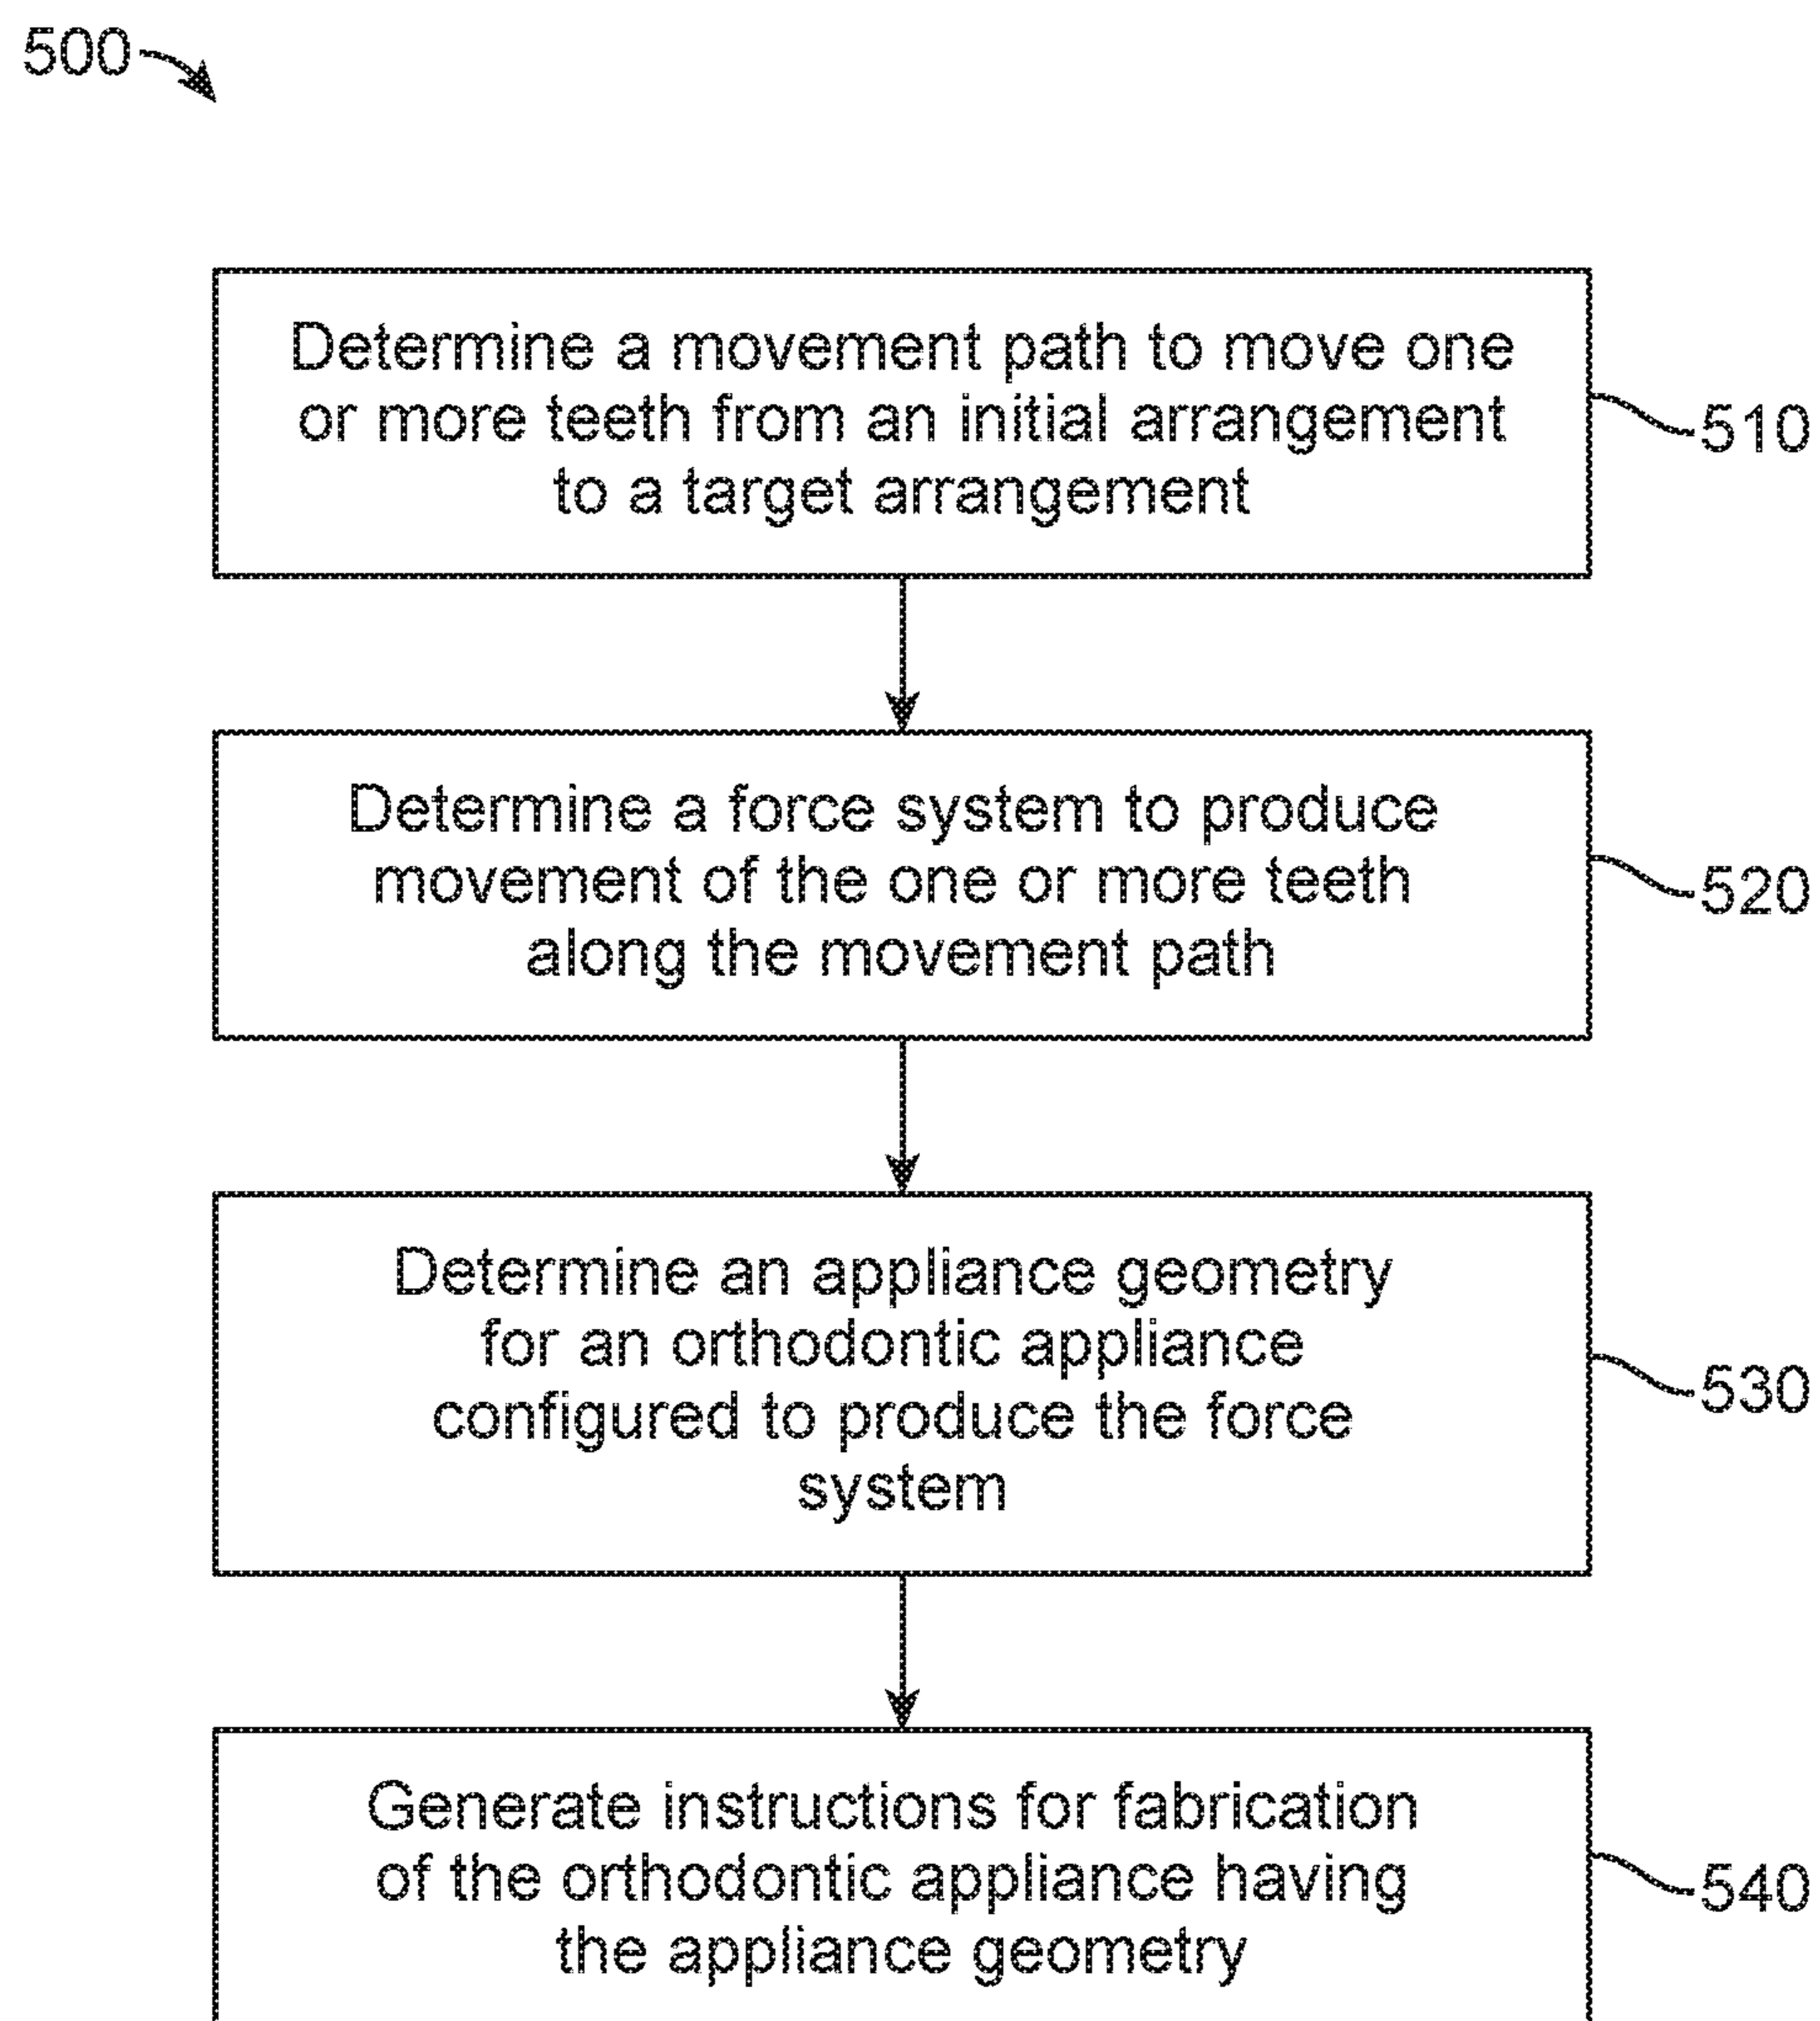 500
Determine a movement path to move one
or more teeth from an initial arrangement
to a target arrangement
510
Determine a force system to produce
movement of the one or more teeth
along the movement path
520
Determine an appliance geometry
for an orthodontic appliance
configured to produce the force
system
530
Generate instructions for fabrication
of the orthodontic appliance having
the appliance geometry
540